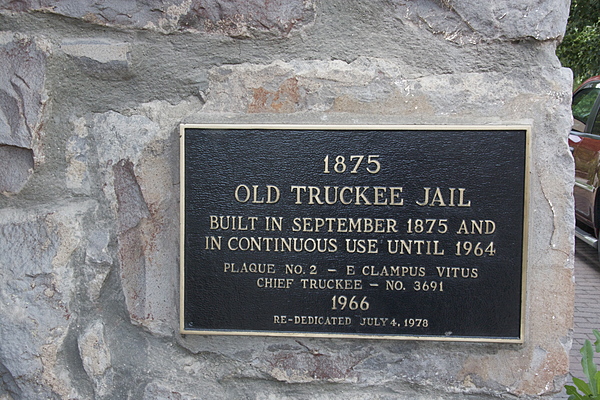 1875
OLD TRUCKEE JAIL
BUILT IN SEPTEMBER 1875 AND
IN CONTINUOUS USE UNTIL 1964
PLAQUE NO. 2 – E CLAMPUS VITUS
CHIEF TRUCKEE – NO. 3691
1966
RE-DEDICATED JULY 4, 1978